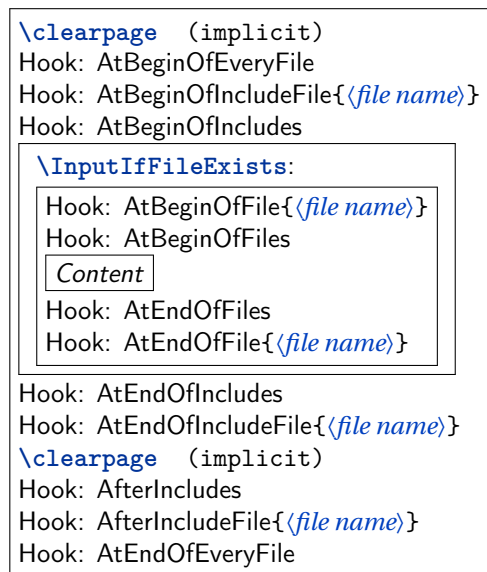 \clearpage (implicit)
Hook: AtBeginOfEveryFile
Hook: AtBeginOfIncludeFile{⟨file name⟩}
Hook: AtBeginOfIncludes
\InputIfFileExists:
Hook: AtBeginOfFile{⟨file name⟩}
Hook: AtBeginOfFiles
Content
Hook: AtEndOfFiles
Hook: AtEndOfFile{⟨file name⟩}
Hook: AtEndOfIncludes
Hook: AtEndOfIncludeFile{⟨file name⟩}
\clearpage (implicit)
Hook: AfterIncludes
Hook: AfterIncludeFile{⟨file name⟩}
Hook: AtEndOfEveryFile